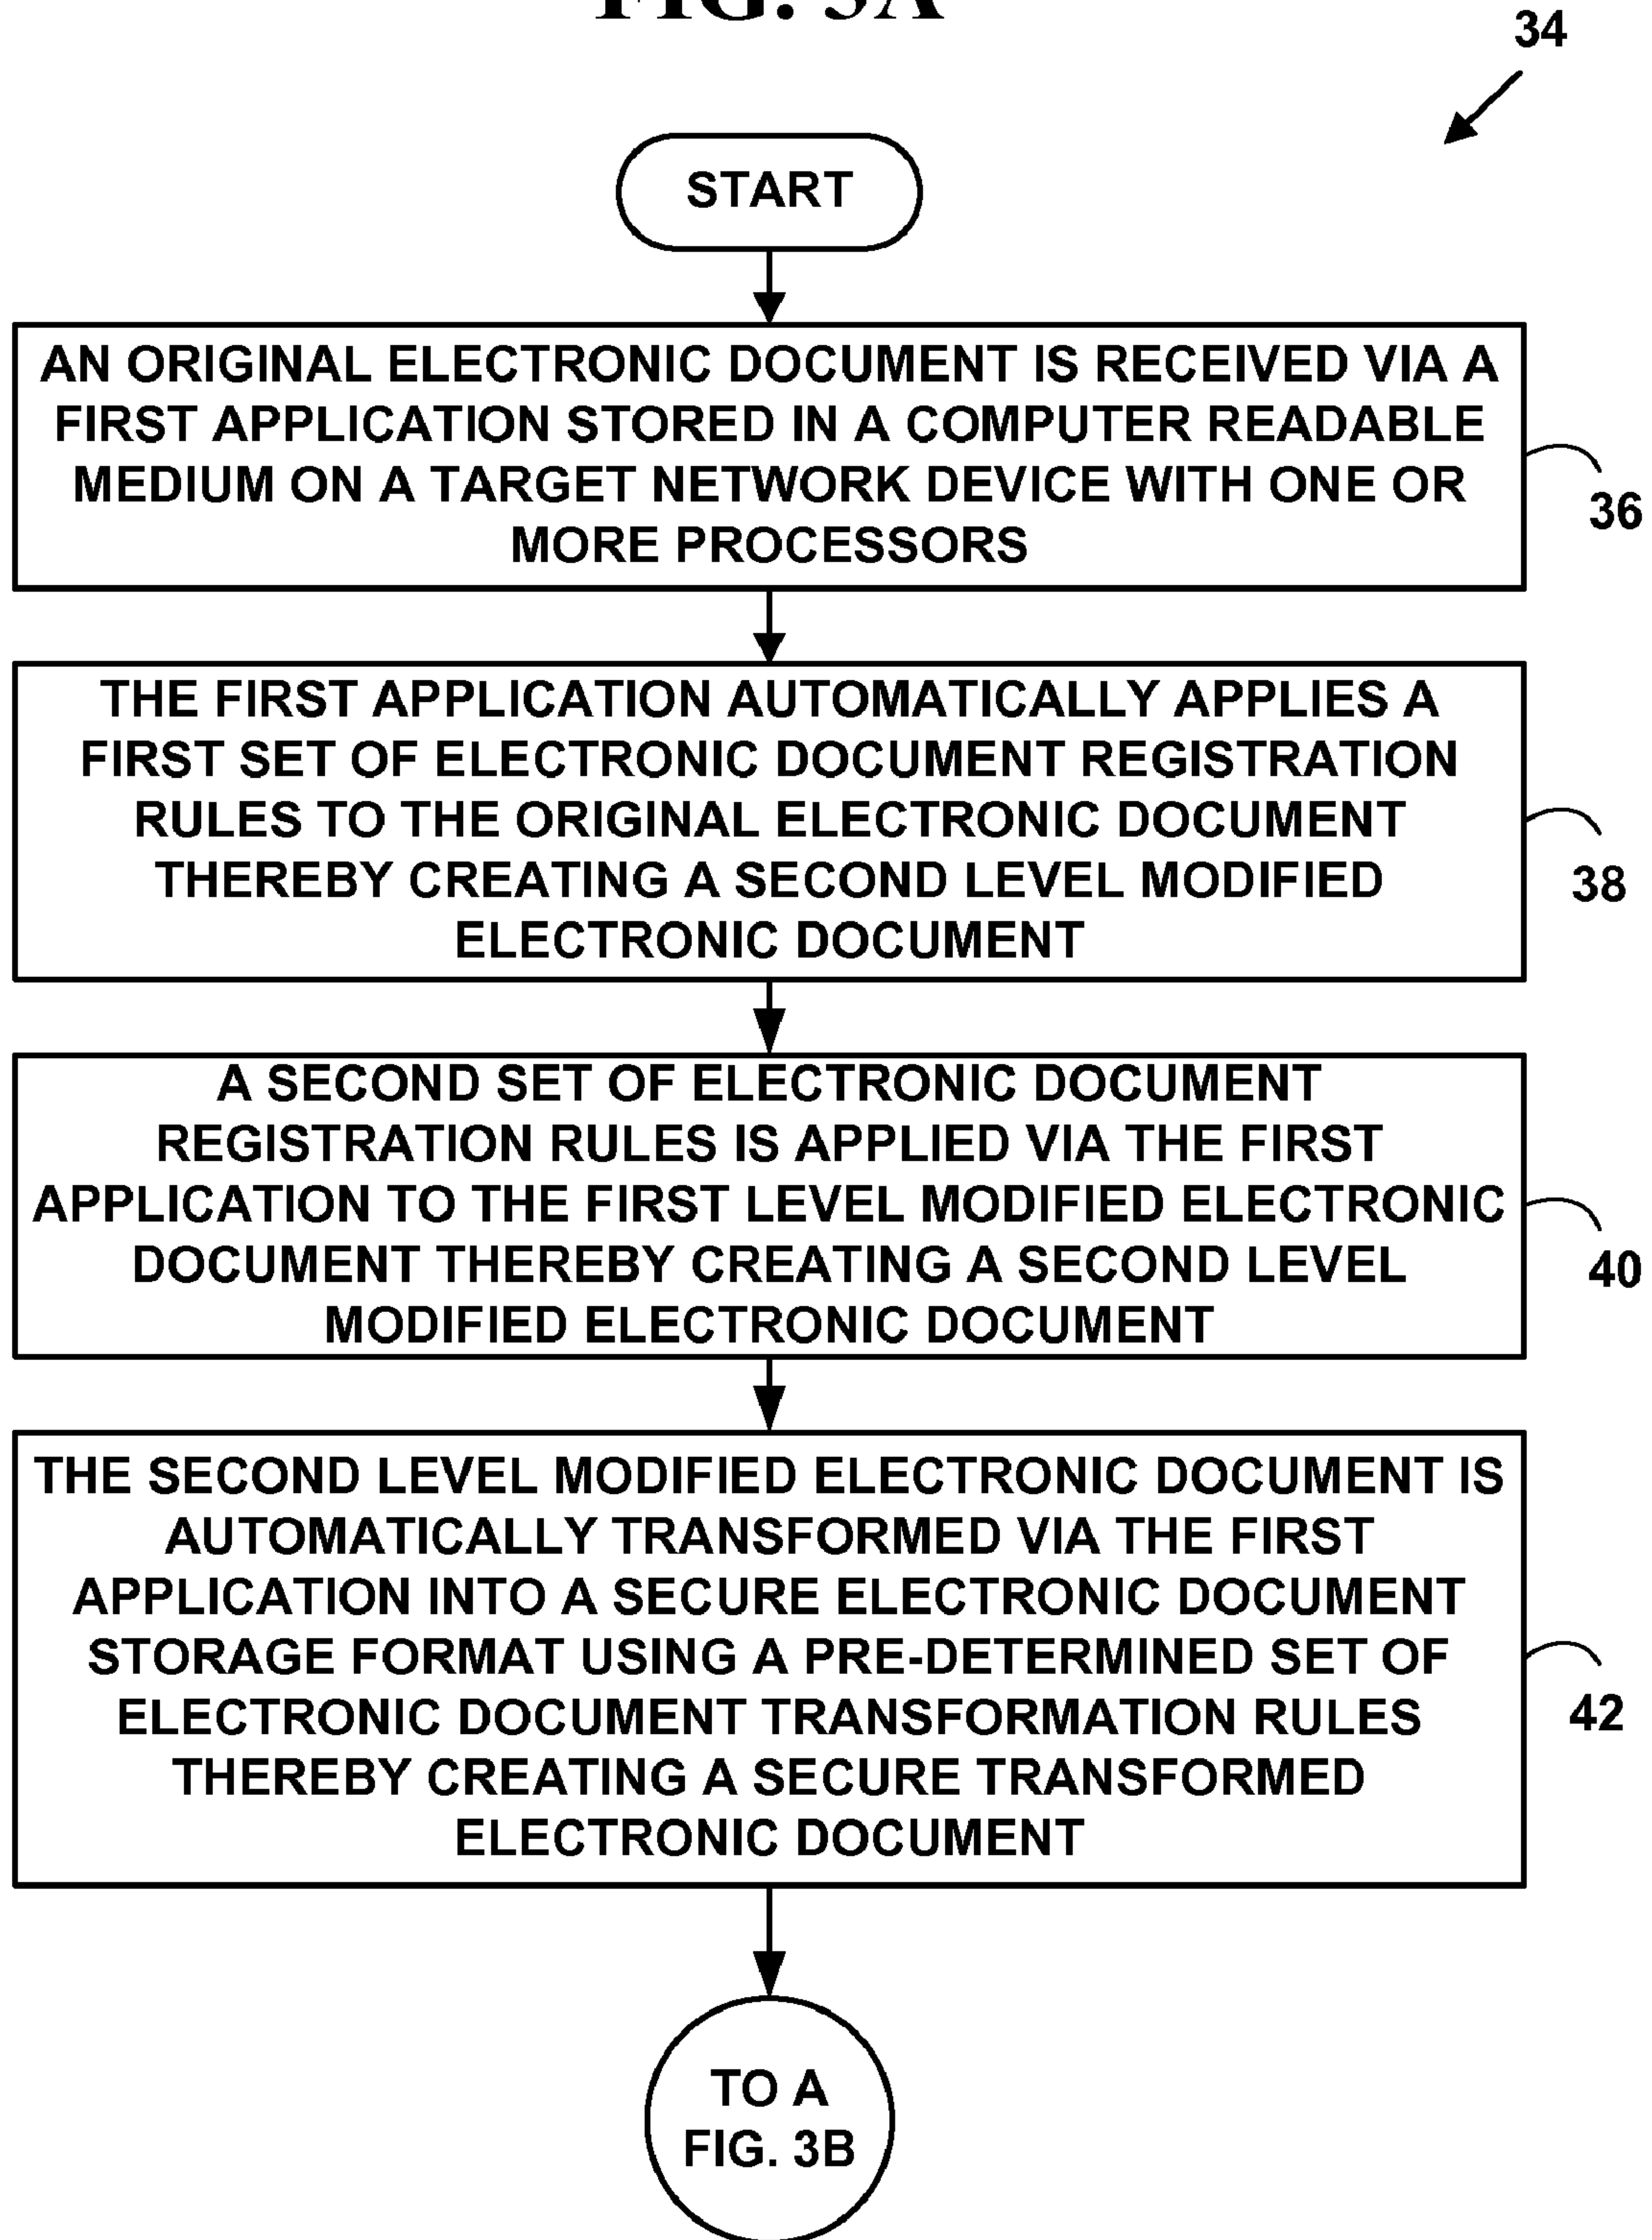 FIG. 3A
34
START
AN ORIGINAL ELECTRONIC DOCUMENT IS RECEIVED VIA A
FIRST APPLICATION STORED IN A COMPUTER READABLE
MEDIUM ON A TARGET NETWORK DEVICE WITH ONE OR
MORE PROCESSORS
36
THE FIRST APPLICATION AUTOMATICALLY APPLIES A
FIRST SET OF ELECTRONIC DOCUMENT REGISTRATION
RULES TO THE ORIGINAL ELECTRONIC DOCUMENT
THEREBY CREATING A SECOND LEVEL MODIFIED
ELECTRONIC DOCUMENT
38
A SECOND SET OF ELECTRONIC DOCUMENT
REGISTRATION RULES IS APPLIED VIA THE FIRST
APPLICATION TO THE FIRST LEVEL MODIFIED ELECTRONIC
DOCUMENT THEREBY CREATING A SECOND LEVEL
MODIFIED ELECTRONIC DOCUMENT
40
THE SECOND LEVEL MODIFIED ELECTRONIC DOCUMENT IS
AUTOMATICALLY TRANSFORMED VIA THE FIRST
APPLICATION INTO A SECURE ELECTRONIC DOCUMENT
STORAGE FORMAT USING A PRE-DETERMINED SET OF
ELECTRONIC DOCUMENT TRANSFORMATION RULES
THEREBY CREATING A SECURE TRANSFORMED
ELECTRONIC DOCUMENT
42
TO A
FIG. 3B